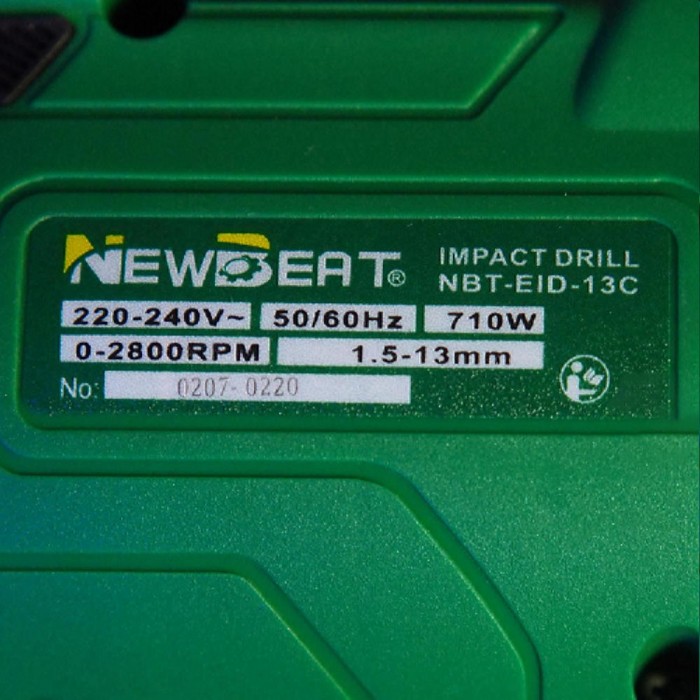 NEWBEAT®
IMPACT DRILL
NBT-EID-13C
220-240V~ 50/60Hz 710W
0-2800RPM 1.5-13mm
No: 0207-0220